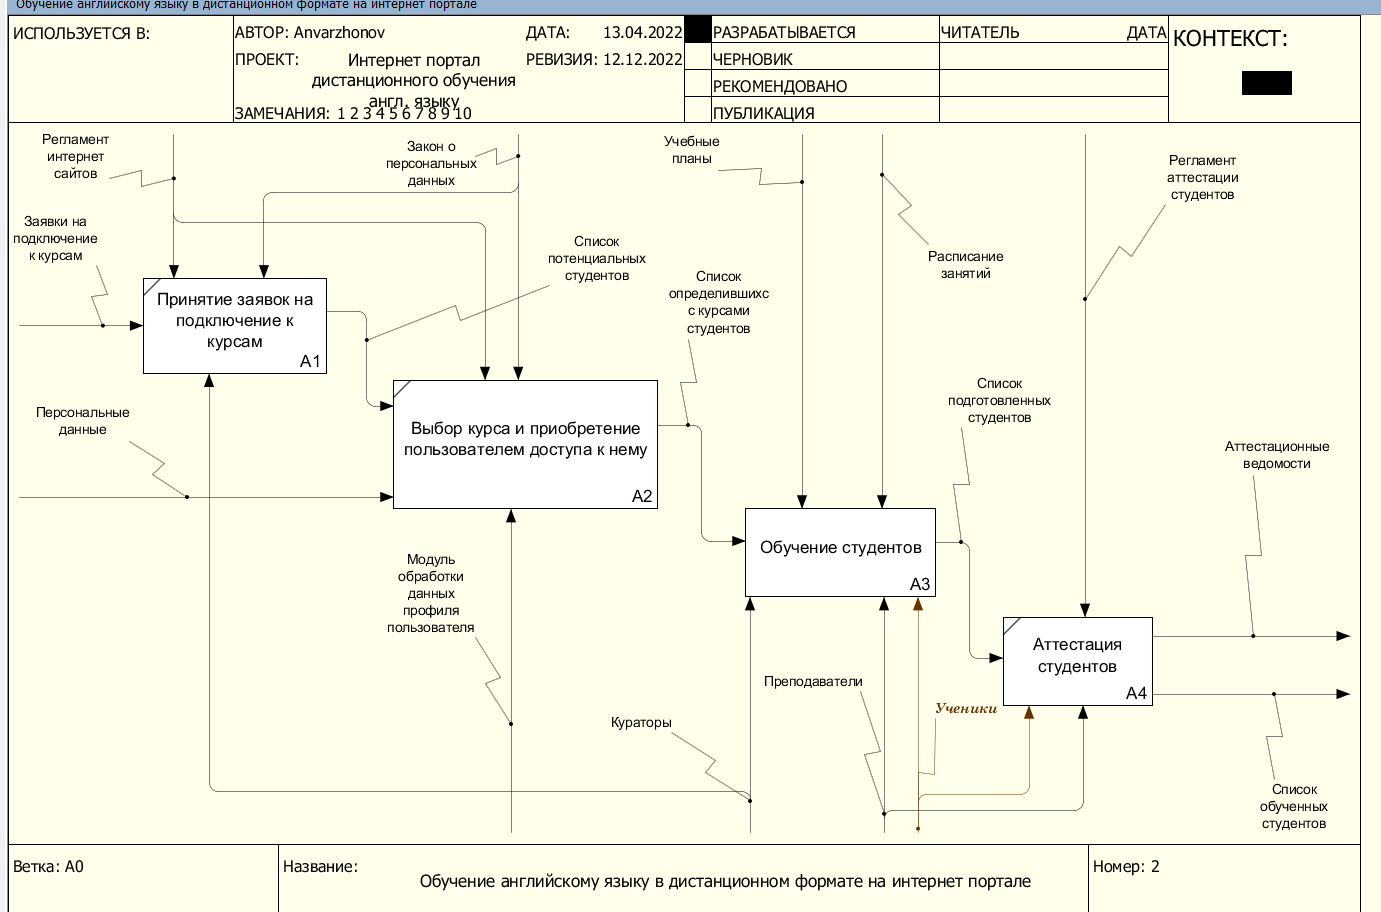 Обучение английскому языку в дистанционном формате на интернет портале
ИСПОЛЬЗУЕТСЯ В:
АВТОР: Anvarzhonov
ДАТА: 13.04.2022
РАЗРАБАТЫВАЕТСЯ
ЧИТАТЕЛЬ
ДАТА
КОНТЕКСТ:
ПРОЕКТ:
Интернет портал
дистанционного обучения
англ. языку
РЕВИЗИЯ: 12.12.2022
ЧЕРНОВИК
РЕКОМЕНДОВАНО
ЗАМЕЧАНИЯ: 1 2 3 4 5 6 7 8 9 10
ПУБЛИКАЦИЯ
Регламент
интернет
сайтов
Закон о
персональных
данных
Учебные
планы
Регламент
аттестации
студентов
Заявки на
подключение
к курсам
Список
потенциальных
студентов
Расписание
занятий
Список
определившихс
с курсами
студентов
Принятие заявок на
подключение к
курсам
A1
Персональные
данные
Выбор курса и приобретение
пользователем доступа к нему
A2
Список
подготовленных
студентов
Аттестационные
ведомости
Обучение студентов
A3
Модуль
обработки
данных
профиля
пользователя
Аттестация
студентов
A4
Преподаватели
Ученики
Кураторы
Список
обученных
студентов
Ветка: A0
Название:
Обучение английскому языку в дистанционном формате на интернет портале
Номер: 2